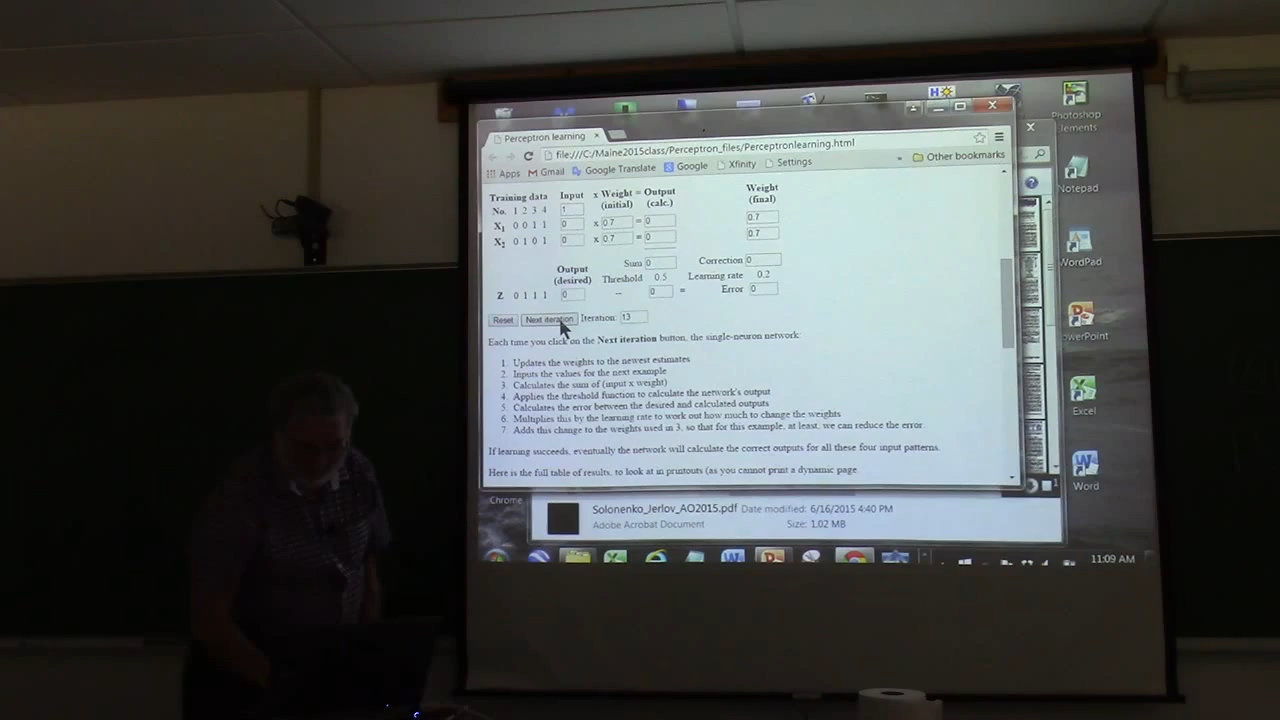 Photoshop
Elements
Perceptron learning
file:///C:/Maine2015class/Perceptron_files/Perceptronlearning.html
Apps Gmail Google Translate Google Xfinity Settings » Other bookmarks
Training data Input x Weight = Output Weight
(initial) (calc.) (final)
No. 1 2 3 4 1
X1 0 0 1 1 0 x 0.7 = 0 0.7
X2 0 1 0 1 0 x 0.7 = 0 0.7
Sum 0 Correction 0
Output
(desired) Threshold 0.5 Learning rate 0.2
Z 0 1 1 1 0 -- 0 = Error 0
Reset Next iteration Iteration: 13
Each time you click on the Next iteration button, the single-neuron network:
1. Updates the weights to the newest estimates
2. Inputs the values for the next example
3. Calculates the sum of (input x weight)
4. Applies the threshold function to calculate the network's output
5. Calculates the error between the desired and calculated outputs
6. Multiplies this by the learning rate to work out how much to change the weights
7. Adds this change to the weights used in 3, so that for this example, at least, we can reduce the error.
If learning succeeds, eventually the network will calculate the correct outputs for all these four input patterns.
Here is the full table of results, to look at in printouts (as you cannot print a dynamic page
Notepad
WordPad
PowerPoint
Excel
Word
Chrome
Solonenko_Jerlov_AO2015.pdf Date modified: 6/16/2015 4:40 PM
Adobe Acrobat Document Size: 1.02 MB
11:09 AM